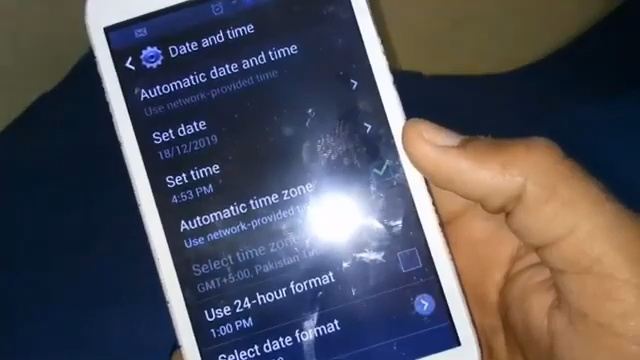 Date and time
Automatic date and time
Use network-provided time
Set date
18/12/2019
Set time
4:53 PM
Automatic time zone
Use network-provided
Select time zone
GMT+5:00, Pakistan
Use 24-hour format
1:00 PM
Select date format